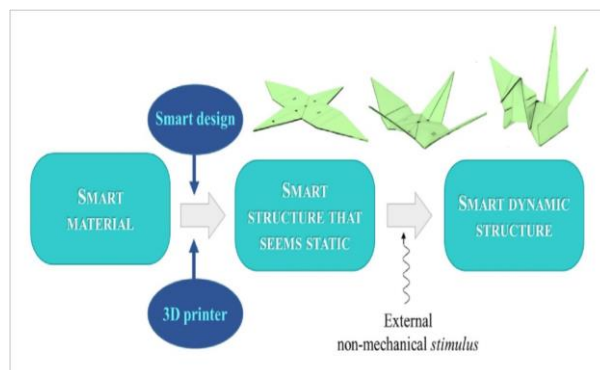 Smart design
SMART
MATERIAL
SMART
STRUCTURE THAT
SEEMS STATIC
SMART DYNAMIC
STRUCTURE
3D printer
External
non-mechanical stimulus